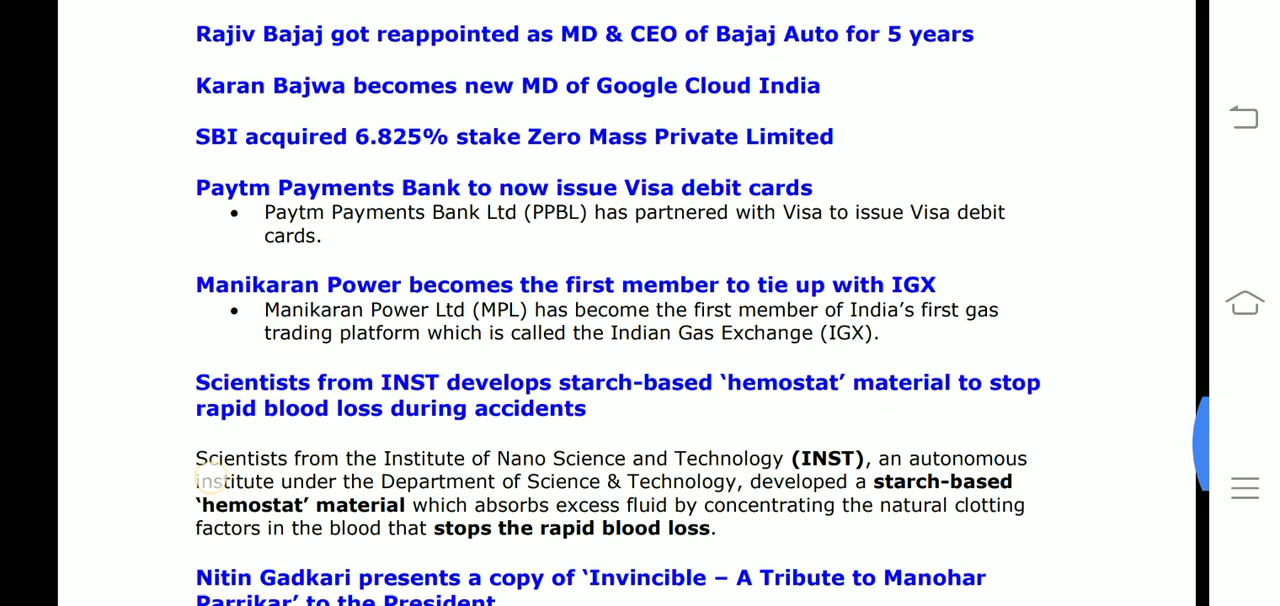 Rajiv Bajaj got reappointed as MD & CEO of Bajaj Auto for 5 years
Karan Bajwa becomes new MD of Google Cloud India
SBI acquired 6.825% stake Zero Mass Private Limited
Paytm Payments Bank to now issue Visa debit cards
• Paytm Payments Bank Ltd (PPBL) has partnered with Visa to issue Visa debit
cards.
Manikaran Power becomes the first member to tie up with IGX
• Manikaran Power Ltd (MPL) has become the first member of India’s first gas
trading platform which is called the Indian Gas Exchange (IGX).
Scientists from INST develops starch-based ‘hemostat’ material to stop
rapid blood loss during accidents
Scientists from the Institute of Nano Science and Technology (INST), an autonomous
institute under the Department of Science & Technology, developed a starch-based
‘hemostat’ material which absorbs excess fluid by concentrating the natural clotting
factors in the blood that stops the rapid blood loss.
Nitin Gadkari presents a copy of ‘Invincible – A Tribute to Manohar
Parrikar’ to the President